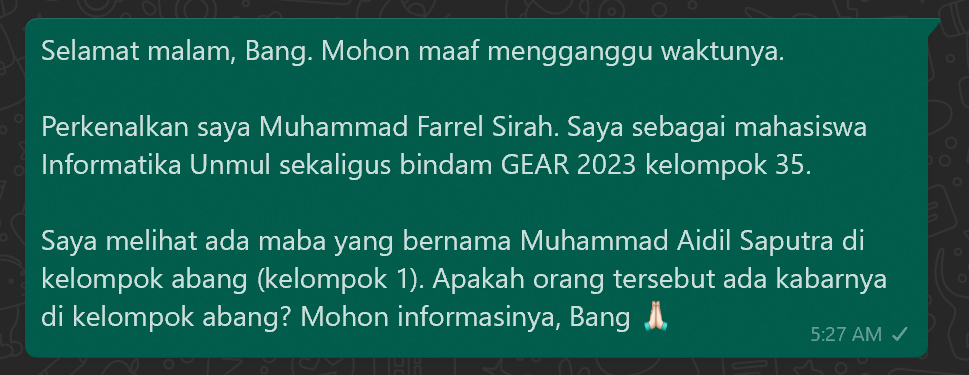 Selamat malam, Bang. Mohon maaf mengganggu waktunya.
Perkenalkan saya Muhammad Farrel Sirah. Saya sebagai mahasiswa
Informatika Unmul sekaligus bindam GEAR 2023 kelompok 35.
Saya melihat ada maba yang bernama Muhammad Aidil Saputra di
kelompok abang (kelompok 1). Apakah orang tersebut ada kabarnya
di kelompok abang? Mohon informasinya, Bang 🙏🏻
5:27 AM ✓